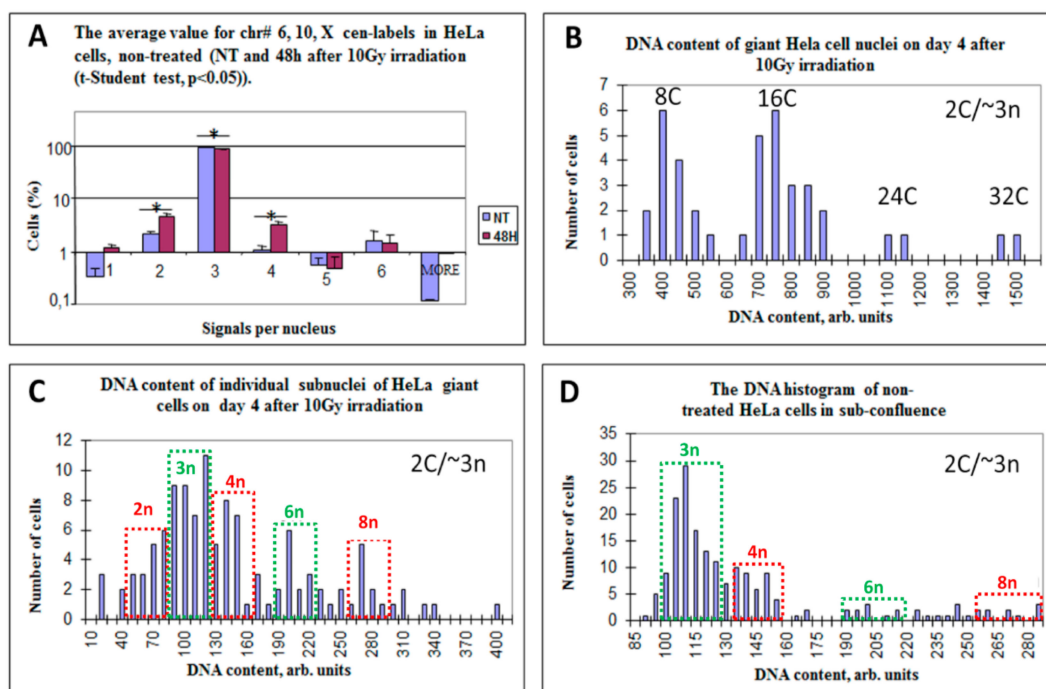 A
The average value for chr# 6, 10, X cen-labels in HeLa
cells, non-treated (NT and 48h after 10Gy irradiation
(t-Student test, p<0.05)).
Cells (%)
100
10
1
0,1
*
*
*
1
2
3
4
5
6
MORE
NT
48H
Signals per nucleus
B
DNA content of giant Hela cell nuclei on day 4 after
10Gy irradiation
Number of cells
7
6
5
4
3
2
1
0
8C
16C
24C
32C
2C/~3n
300
400
500
600
700
800
900
1000
1100
1200
1300
1400
1500
DNA content, arb. units
C
DNA content of individual subnuclei of HeLa giant
cells on day 4 after 10Gy irradiation
Number of cells
12
10
8
6
4
2
0
2n
3n
4n
6n
8n
2C/~3n
10
40
70
100
130
160
190
220
250
280
310
340
370
400
DNA content, arb. units
D
The DNA histogram of non-
treated HeLa cells in sub-confluence
Number of cells
35
30
25
20
15
10
5
0
3n
4n
6n
8n
2C/~3n
85
100
115
130
145
160
175
190
205
220
235
250
265
280
DNA content, arb. units